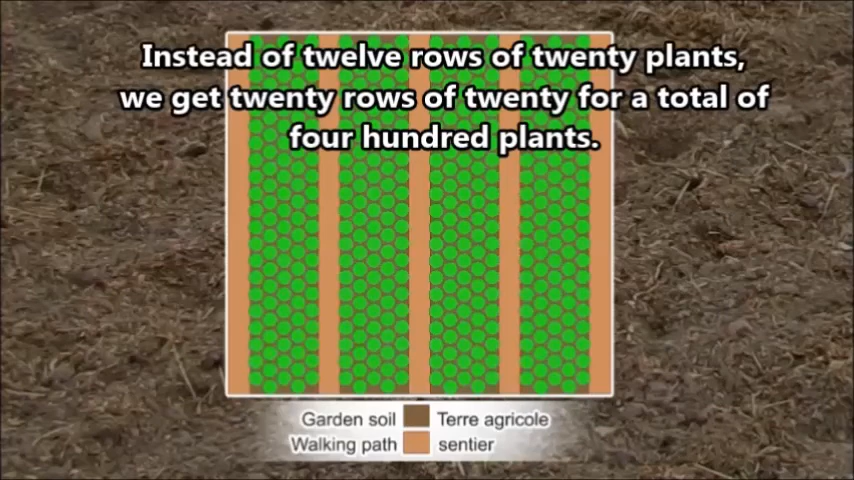 Instead of twelve rows of twenty plants,
we get twenty rows of twenty for a total of
four hundred plants.
Garden soil Terre agricole
Walking path sentier